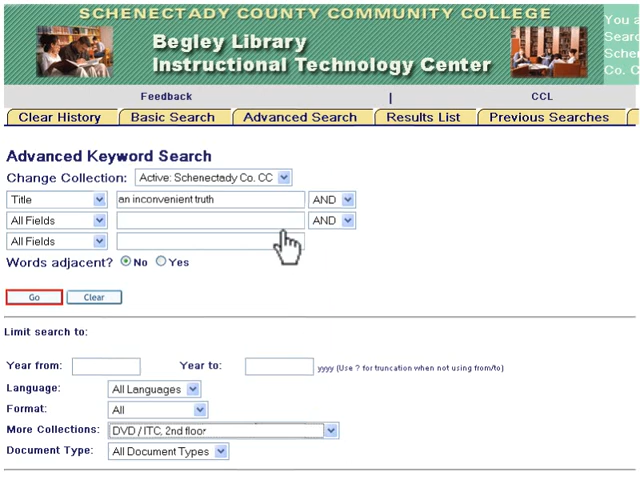 SCHENECTADY COUNTY COMMUNITY COLLEGE
Begley Library
Instructional Technology Center
You a
Searc
Schen
Co. C
Feedback | CCL
Clear History Basic Search Advanced Search Results List Previous Searches
Advanced Keyword Search
Change Collection: Active: Schenectady Co. CC
Title an inconvenient truth AND
All Fields AND
All Fields
Words adjacent? No Yes
Go Clear
Limit search to:
Year from: Year to: yyyy (Use ? for truncation when not using from/to)
Language: All Languages
Format: All
More Collections: DVD / ITC, 2nd floor
Document Type: All Document Types